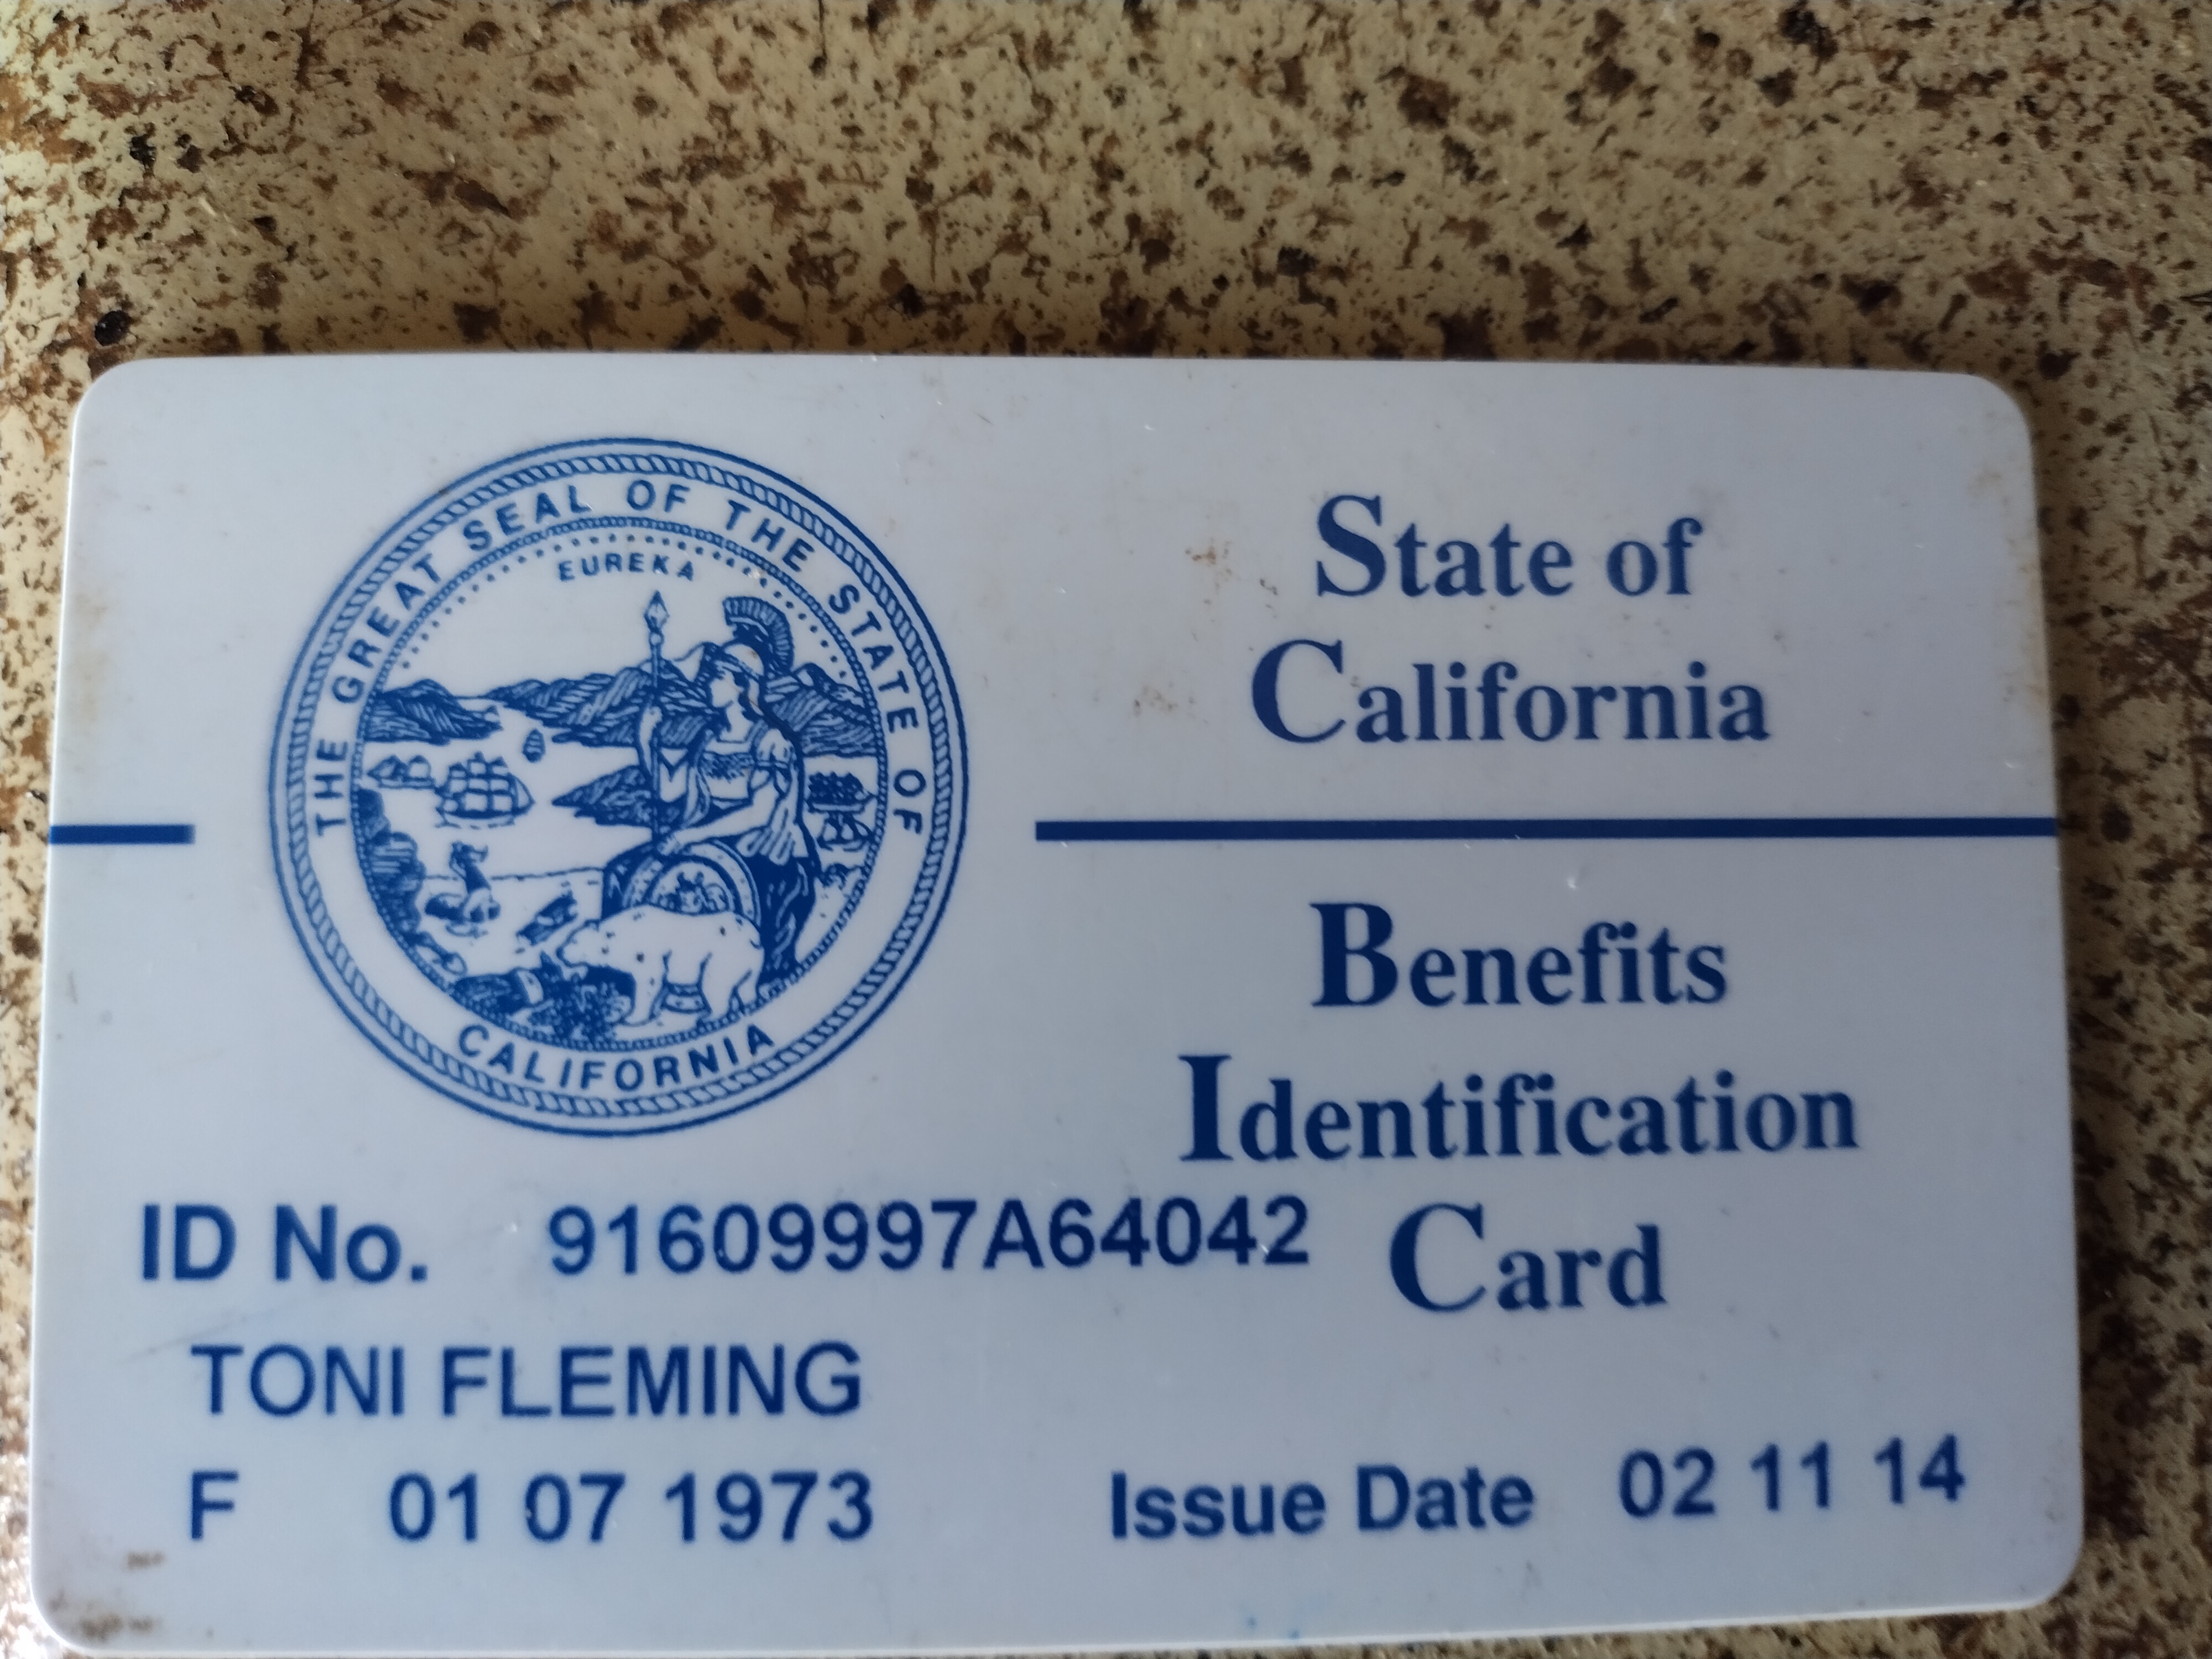 THE GREAT SEAL OF THE STATE OF CALIFORNIA
EUREKA
State of
California
Benefits
Identification
Card
ID No. 91609997A64042
TONI FLEMING
F 01 07 1973 Issue Date 02 11 14